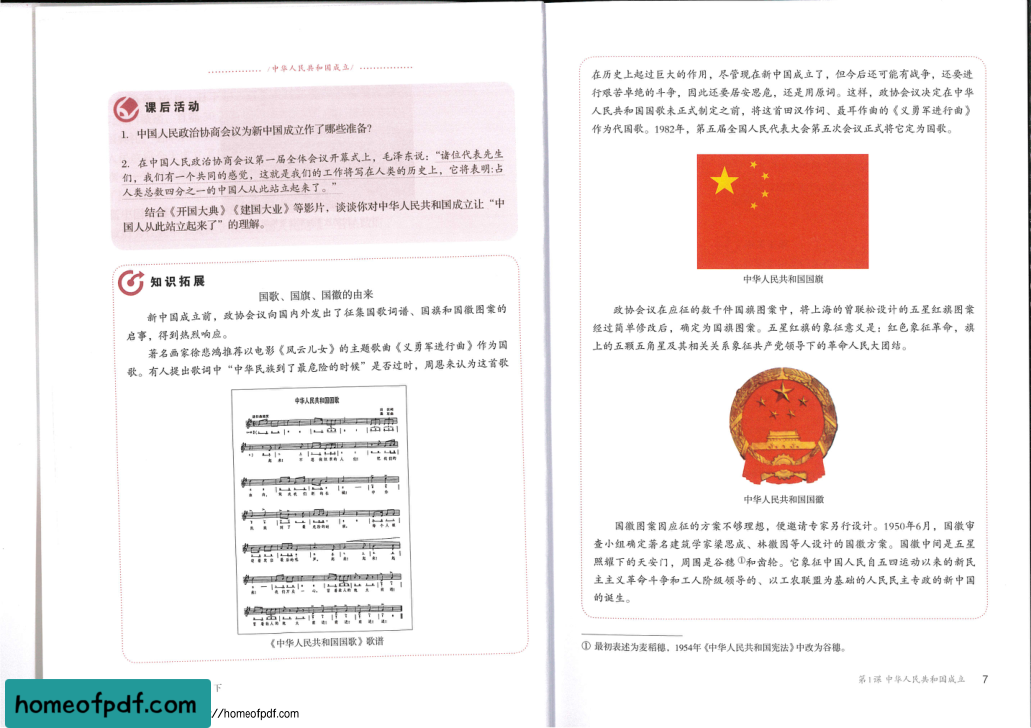 /中华人民共和国成立/
课后活动
1. 中国人民政治协商会议为新中国成立作了哪些准备?
2. 在中国人民政治协商会议第一届全体会议开幕式上，毛泽东说：“诸位代表先生
们，我们有一个共同的感觉，这就是我们的工作将写在人类的历史上，它将表明:占
人类总数四分之一的中国人从此站立起来了。”
结合《开国大典》《建国大业》等影片，谈谈你对中华人民共和国成立让“中
国人从此站立起来了”的理解。
知识拓展
国歌、国旗、国徽的由来
新中国成立前，政协会议向国内外发出了征集国歌词谱、国旗和国徽图案的
启事，得到热烈响应。
著名画家徐悲鸿推荐以电影《风云儿女》的主题歌曲《义勇军进行曲》作为国
歌。有人提出歌词中“中华民族到了最危险的时候”是否过时，周恩来认为这首歌
中华人民共和国国歌
《中华人民共和国国歌》歌谱
下
homeofpdf.com
//homeofpdf.com
在历史上起过巨大的作用，尽管现在新中国成立了，但今后还可能有战争，还要进
行艰苦卓绝的斗争，因此还要居安思危，还是用原词。这样，政协会议决定在中华
人民共和国国歌未正式制定之前，将这首田汉作词、聂耳作曲的《义勇军进行曲》
作为代国歌。1982年，第五届全国人民代表大会第五次会议正式将它定为国歌。
中华人民共和国国旗
政协会议在应征的数千件国旗图案中，将上海的曾联松设计的五星红旗图案
经过简单修改后，确定为国旗图案。五星红旗的象征意义是：红色象征革命，旗
上的五颗五角星及其相关关系象征共产党领导下的革命人民大团结。
中华人民共和国国徽
国徽图案因应征的方案不够理想，便邀请专家另行设计。1950年6月，国徽审
查小组确定著名建筑学家梁思成、林徽因等人设计的国徽方案。国徽中间是五星
照耀下的天安门，周围是谷穗①和齿轮。它象征中国人民自五四运动以来的新民
主主义革命斗争和工人阶级领导的、以工农联盟为基础的人民民主专政的新中国
的诞生。
① 最初表述为麦稻穗，1954年《中华人民共和国宪法》中改为谷穗。
第1课 中华人民共和国成立 7